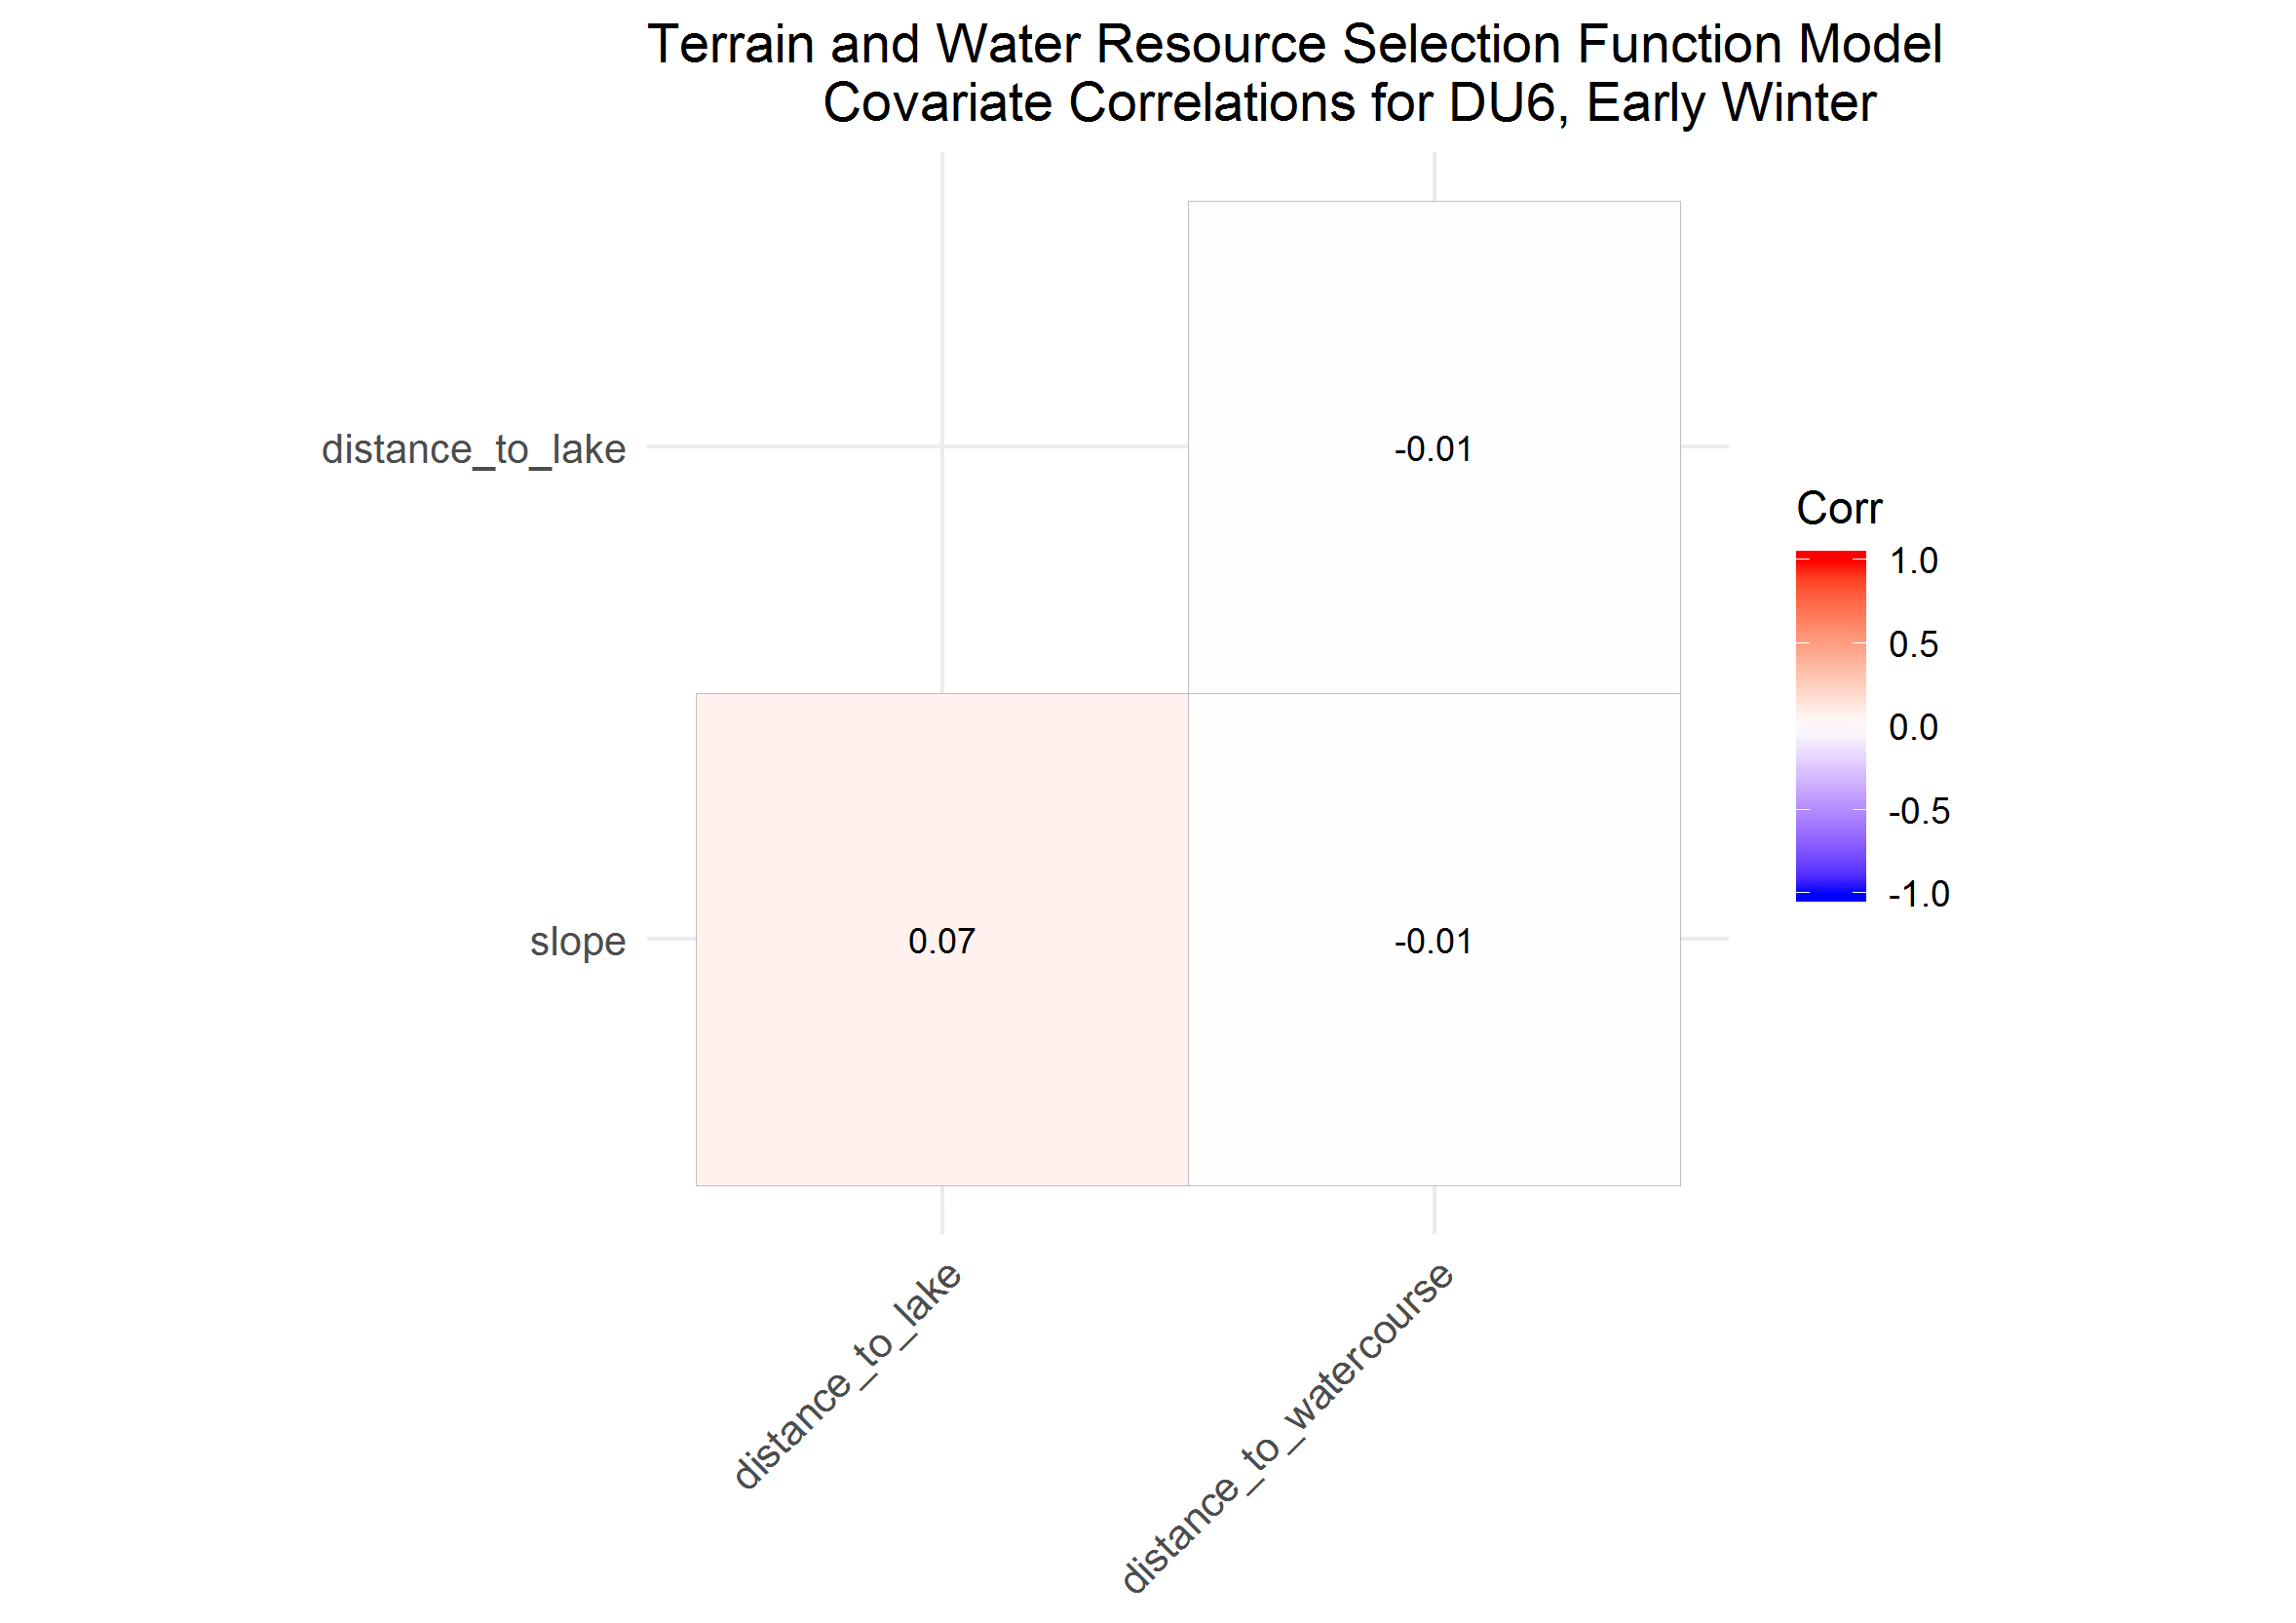 Terrain and Water Resource Selection Function Model
Covariate Correlations for DU6, Early Winter
distance_to_lake
-0.01
slope
0.07
-0.01
Corr
1.0
0.5
0.0
-0.5
-1.0
distance_to_lake
distance_to_watercourse